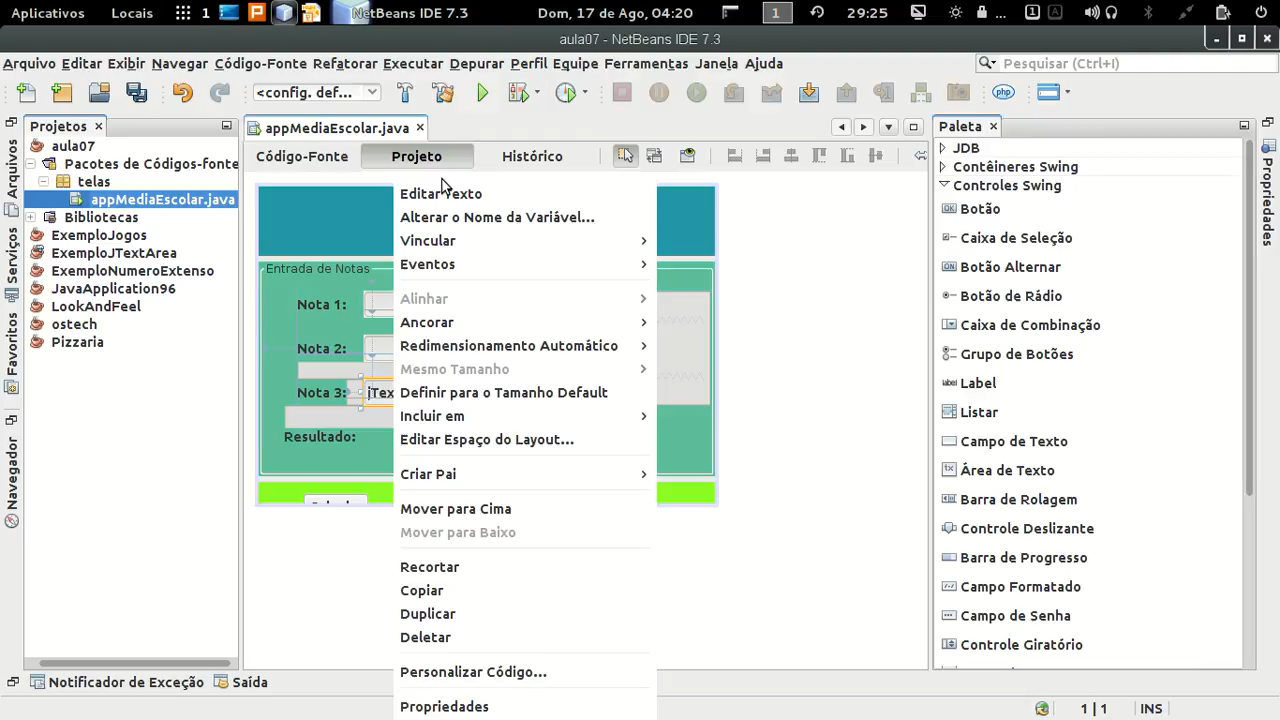 Aplicativos Locais 1 NetBeans IDE 7.3 Dom, 17 de Ago, 04:20 1 29:25 ... 1 A
aula07 - NetBeans IDE 7.3
Arquivo Editar Exibir Navegar Código-Fonte Refatorar Executar Depurar Perfil Equipe Ferramentas Janela Ajuda Pesquisar (Ctrl+I)
<config. def... php
Projetos appMediaEscolar.java Paleta
Código-Fonte Projeto Histórico
Arquivos
Serviços
Favoritos
Navegador
aula07
Pacotes de Códigos-fonte
telas
appMediaEscolar.java
Bibliotecas
ExemploJogos
ExemploJTextArea
ExemploNumeroExtenso
JavaApplication96
LookAndFeel
ostech
Pizzaria
Entrada de Notas
Nota 1:
Nota 2:
Nota 3: jTex
Resultado:
Editar Texto
Alterar o Nome da Variável...
Vincular
Eventos
Alinhar
Ancorar
Redimensionamento Automático
Mesmo Tamanho
Definir para o Tamanho Default
Incluir em
Editar Espaço do Layout...
Criar Pai
Mover para Cima
Mover para Baixo
Recortar
Copiar
Duplicar
Deletar
Personalizar Código...
Propriedades
JDB
Contêineres Swing
Controles Swing
OK Botão
Caixa de Seleção
ON Botão Alternar
Botão de Rádio
Caixa de Combinação
Grupo de Botões
label Label
Listar
Campo de Texto
Área de Texto
Barra de Rolagem
Controle Deslizante
Barra de Progresso
Campo Formatado
Campo de Senha
Controle Giratório
Propriedades
Notificador de Exceção Saída
1 | 1 INS